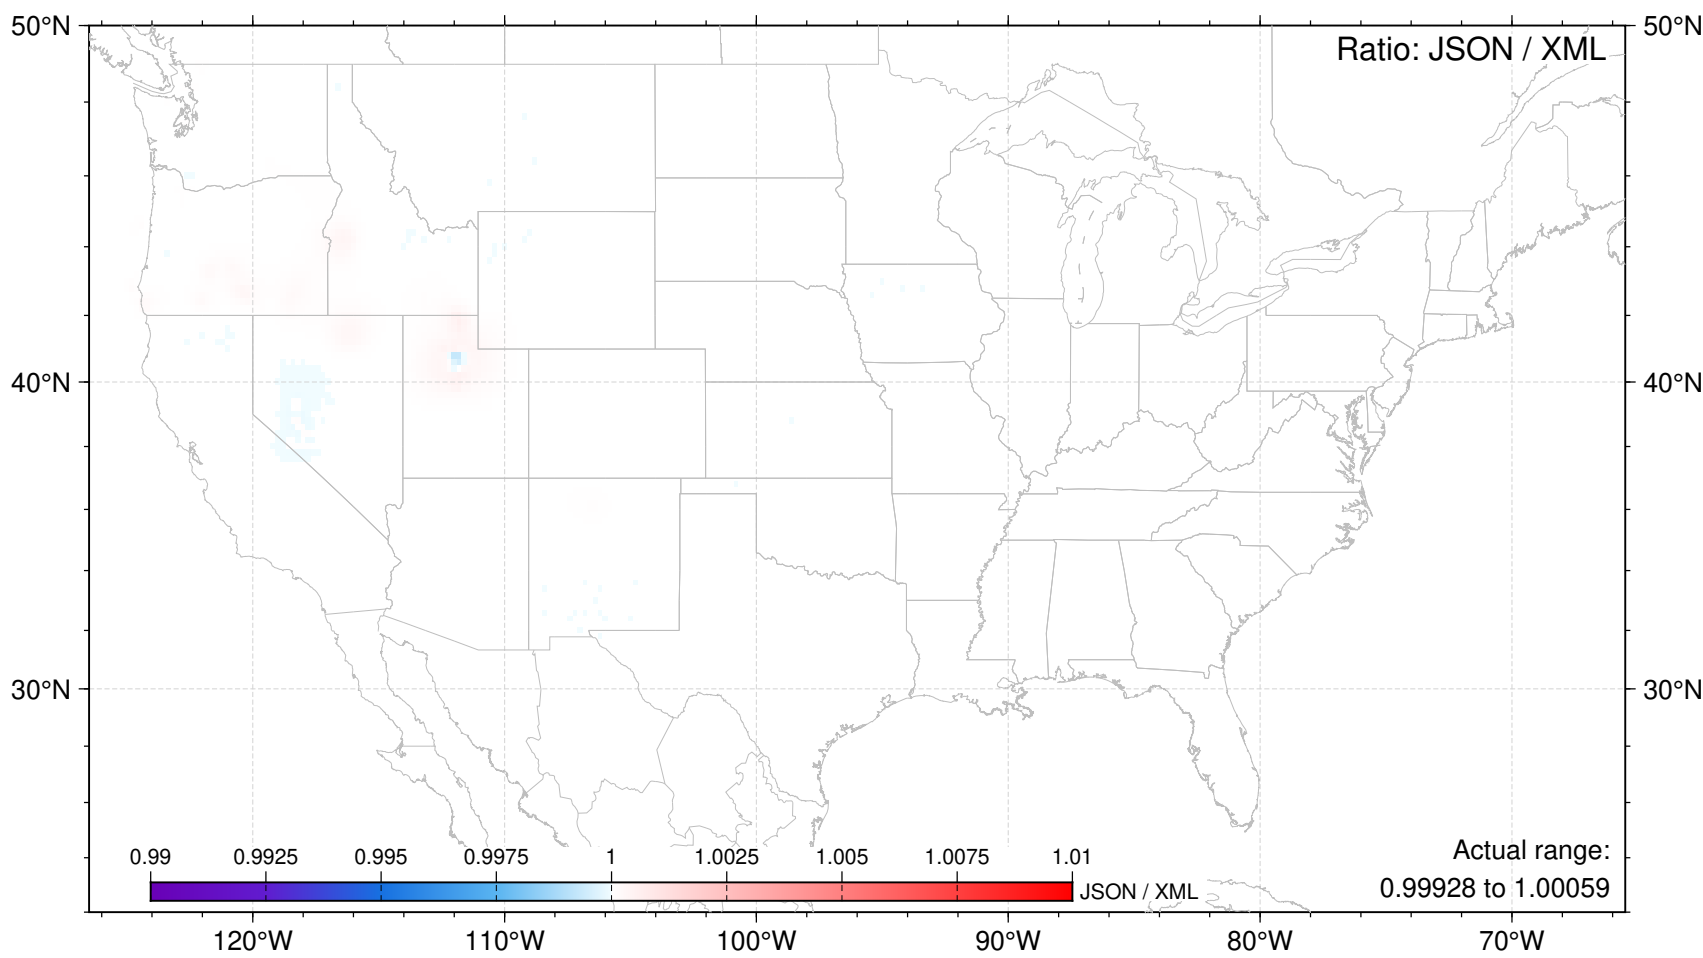 50°N
50°N
Ratio: JSON / XML
40°N
40°N
30°N
30°N
0.99 0.9925 0.995 0.9975 1 1.0025 1.005 1.0075 1.01
JSON / XML
Actual range:
0.99928 to 1.00059
120°W 110°W 100°W 90°W 80°W 70°W